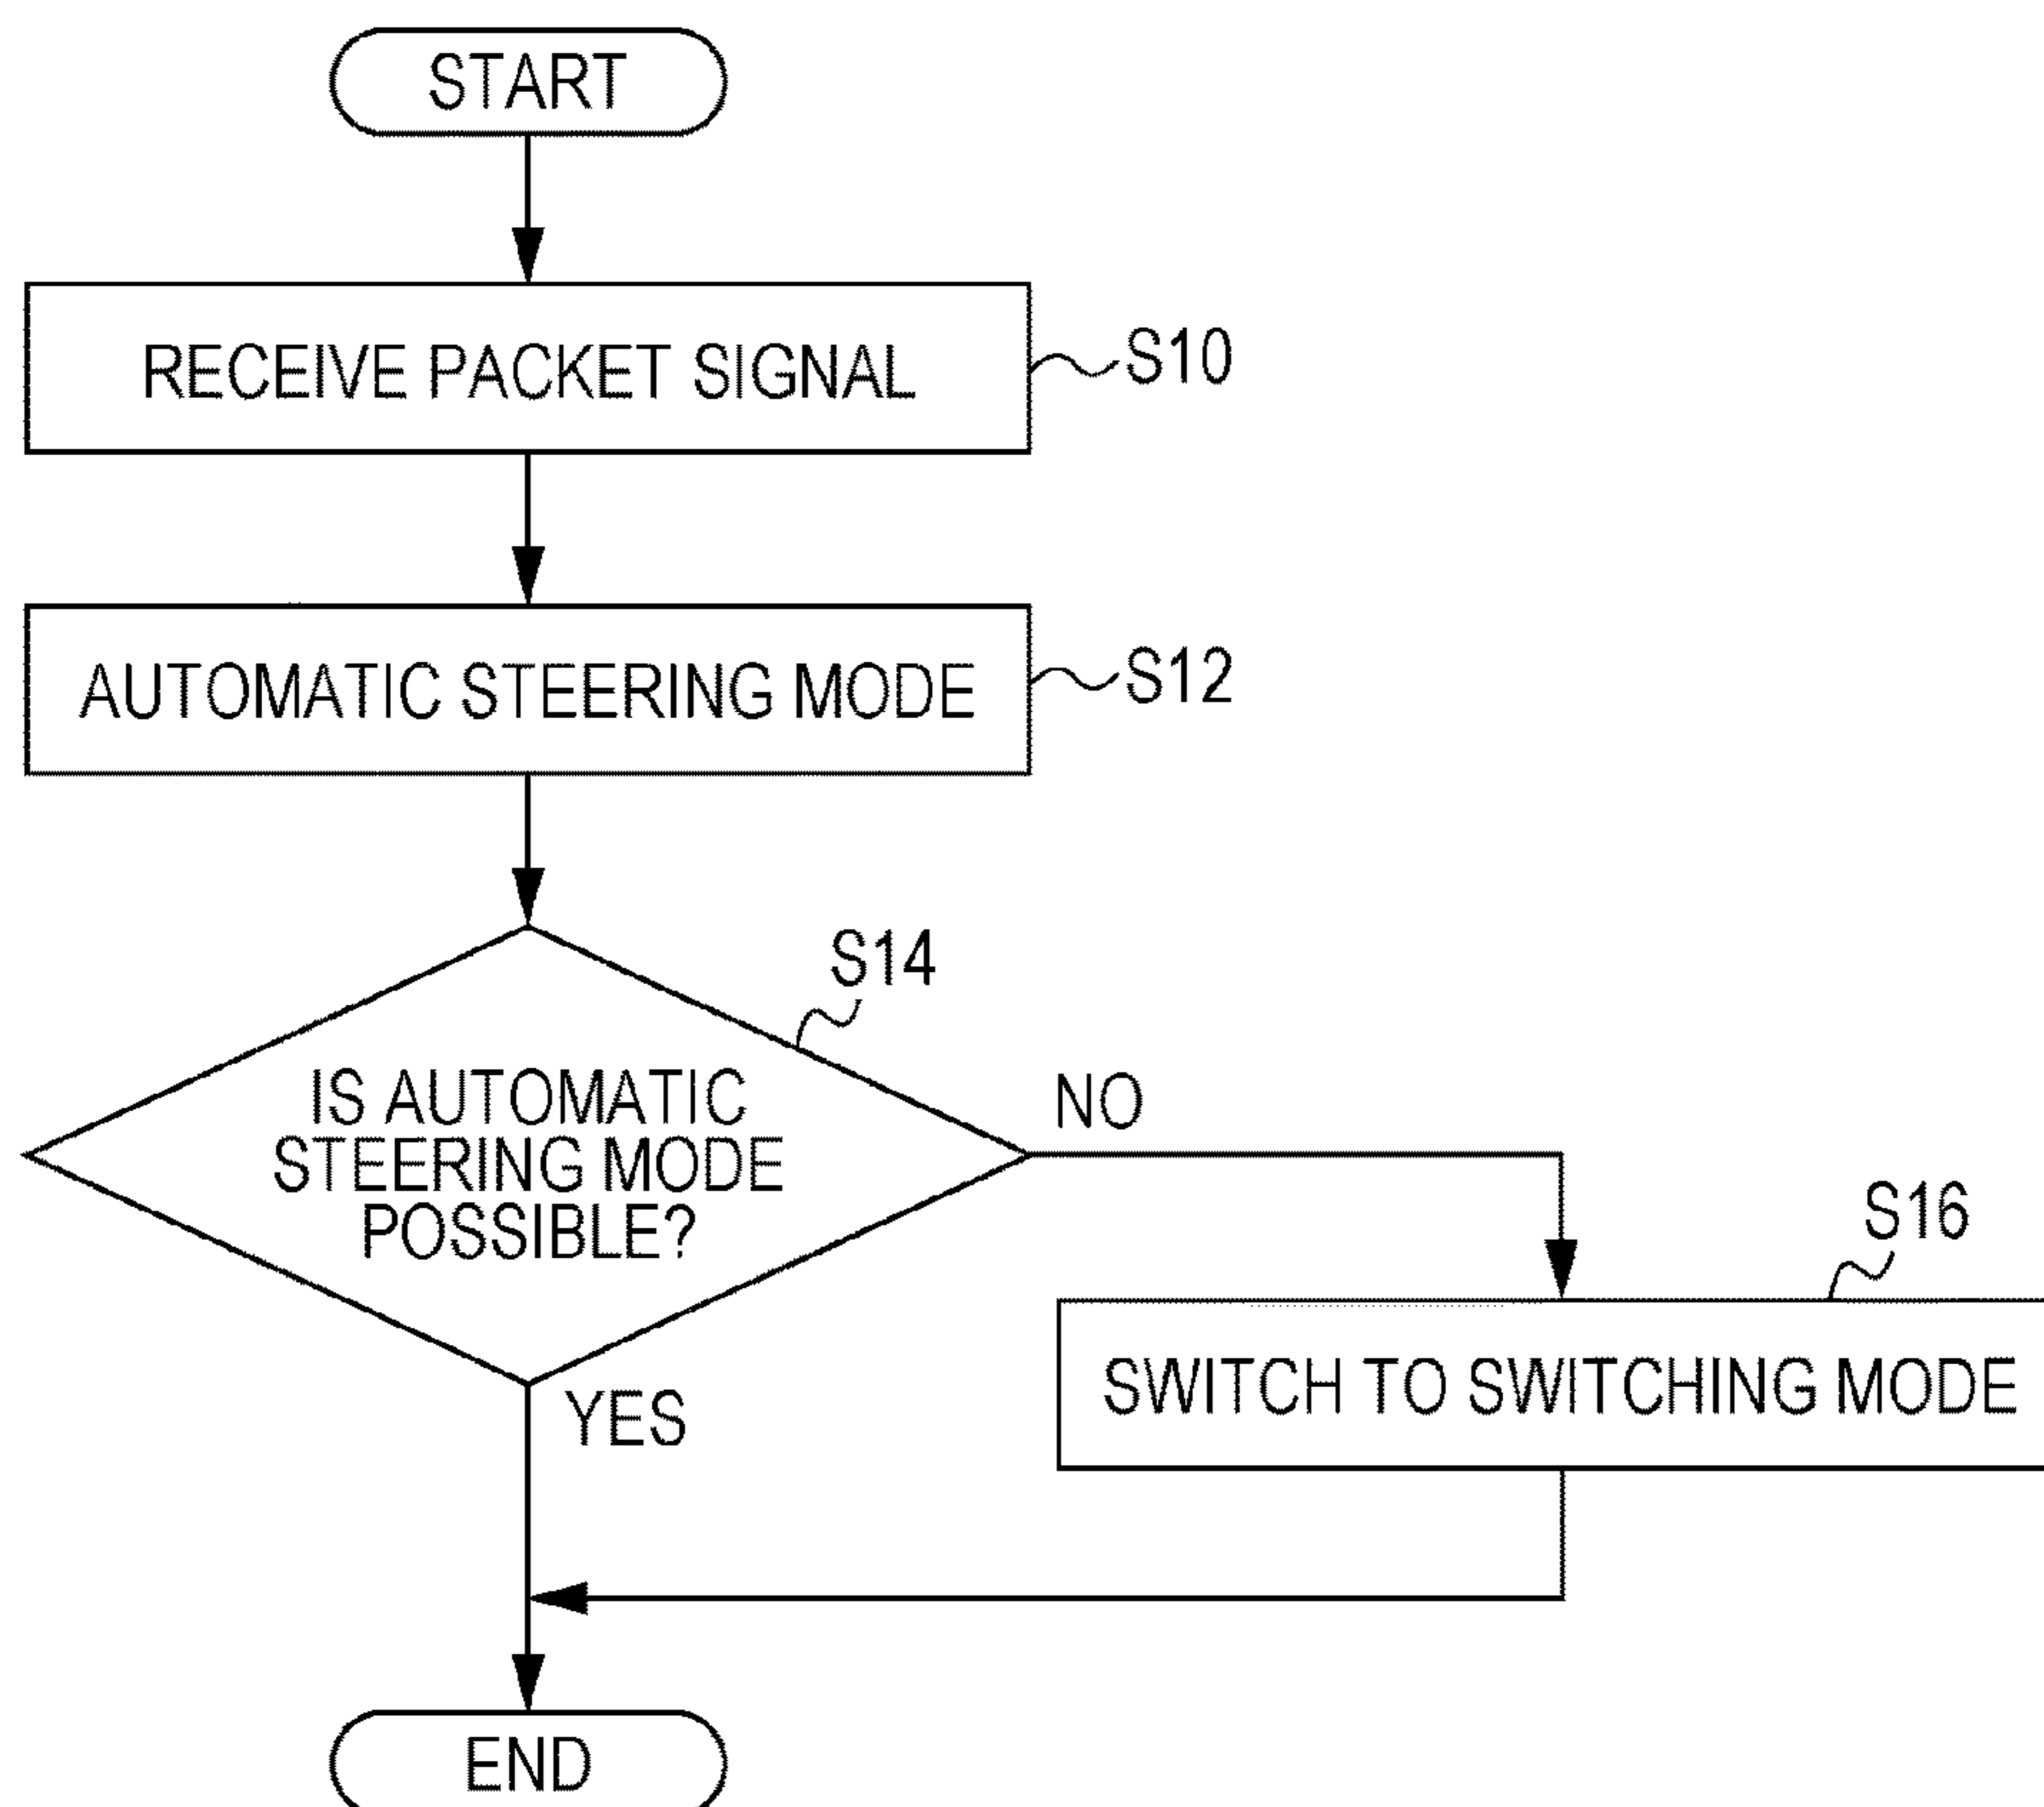 START
RECEIVE PACKET SIGNAL
S10
AUTOMATIC STEERING MODE
S12
S14
IS AUTOMATIC
STEERING MODE
POSSIBLE?
NO
S16
SWITCH TO SWITCHING MODE
YES
END